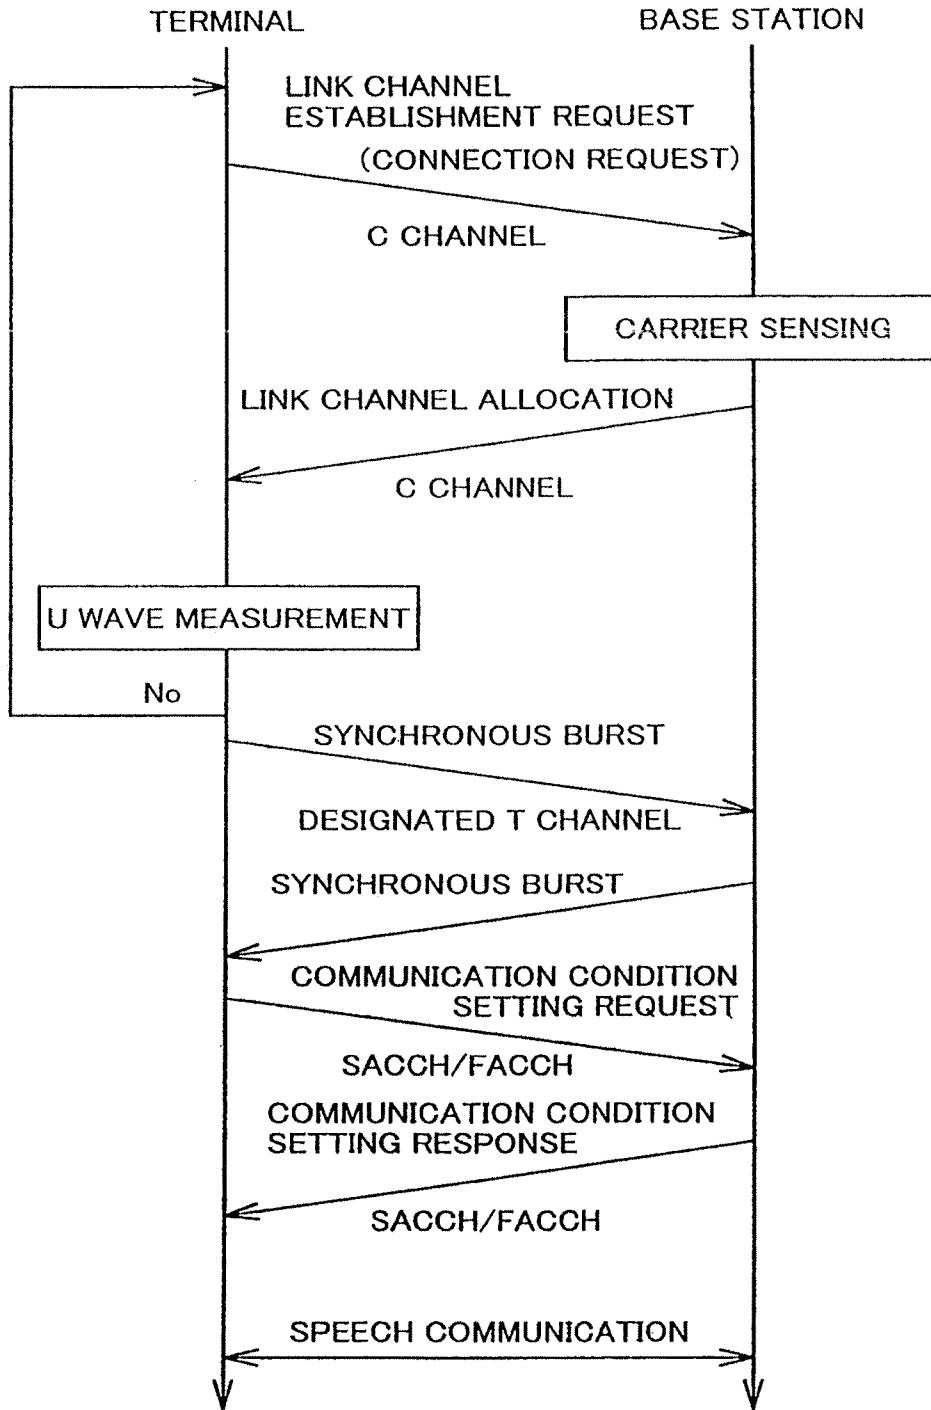 TERMINAL
BASE STATION
LINK CHANNEL
ESTABLISHMENT REQUEST
(CONNECTION REQUEST)
C CHANNEL
CARRIER SENSING
LINK CHANNEL ALLOCATION
C CHANNEL
U WAVE MEASUREMENT
No
SYNCHRONOUS BURST
DESIGNATED T CHANNEL
SYNCHRONOUS BURST
COMMUNICATION CONDITION
SETTING REQUEST
SACCH/FACCH
COMMUNICATION CONDITION
SETTING RESPONSE
SACCH/FACCH
SPEECH COMMUNICATION